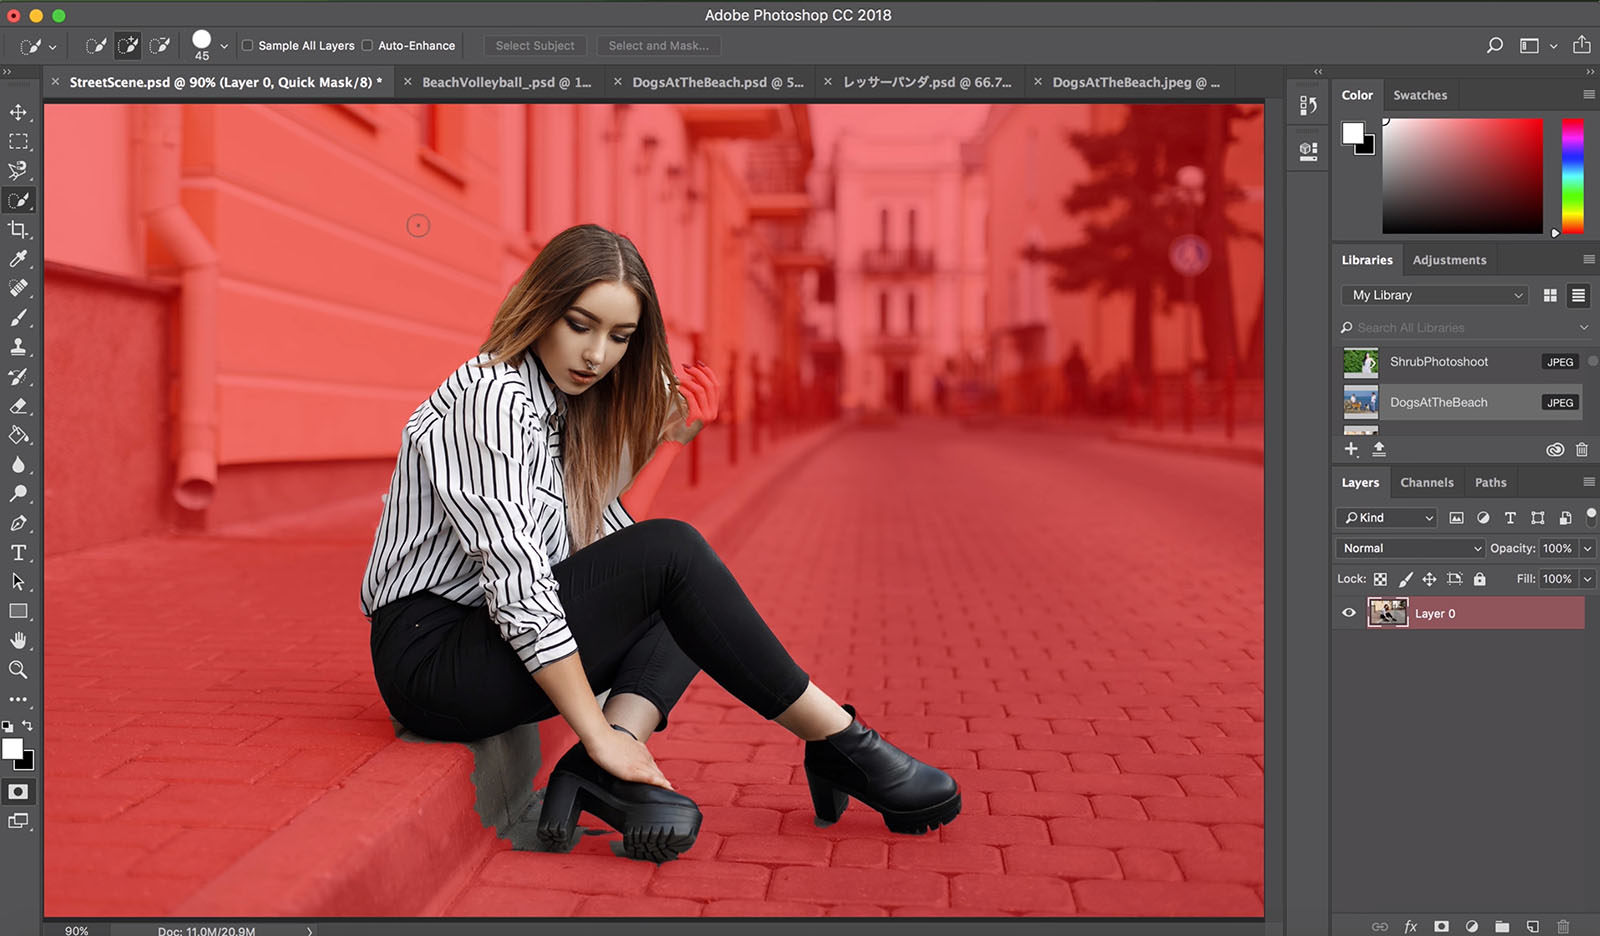 Adobe Photoshop CC 2018
45
Sample All Layers
Auto-Enhance
Select Subject
Select and Mask...
StreetScene.psd @ 90% (Layer 0, Quick Mask/8) *
BeachVolleyball_.psd @ 1...
DogsAtTheBeach.psd @ 5...
レッサーパンダ.psd @ 66.7...
DogsAtTheBeach.jpeg @ ...
Color
Swatches
Libraries
Adjustments
My Library
Search All Libraries
ShrubPhotoshoot
JPEG
DogsAtTheBeach
JPEG
Layers
Channels
Paths
Kind
Normal
Opacity: 100%
Lock:
Fill: 100%
Layer 0
fx
90%
Doc: 11.0M/20.9M